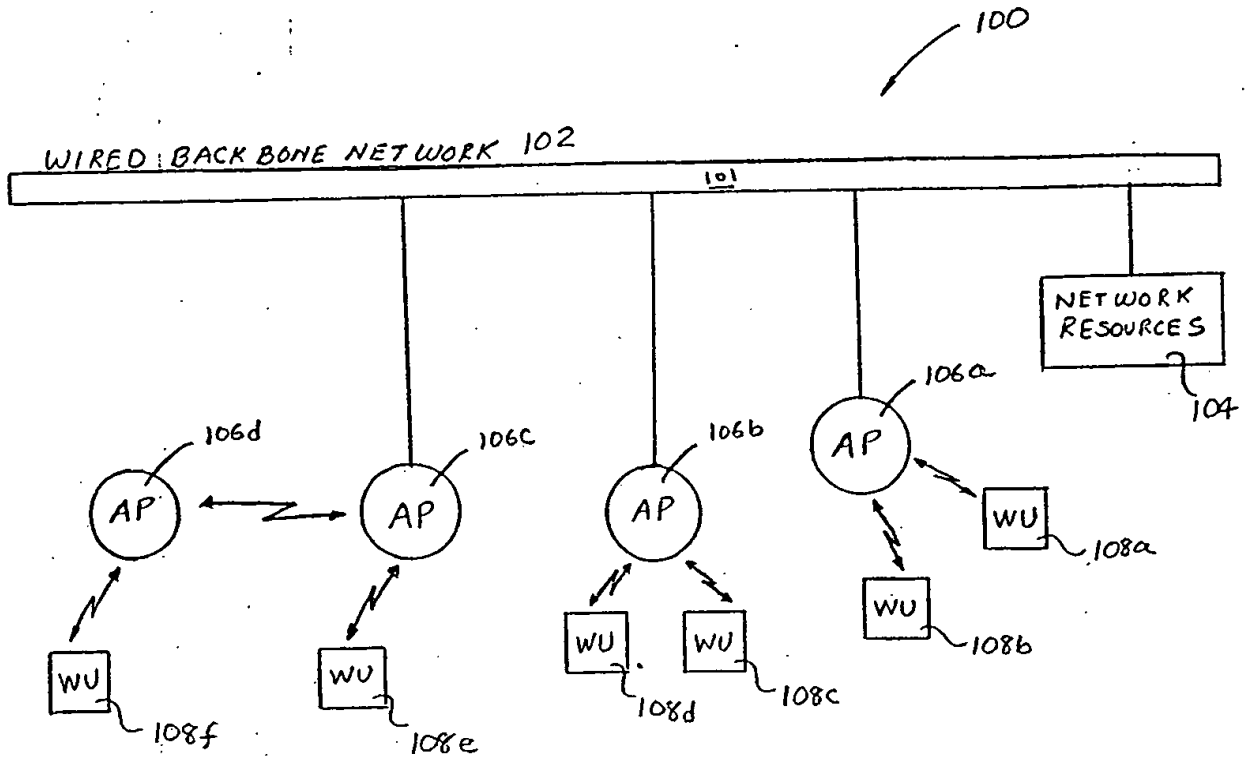 100
WIRED BACKBONE NETWORK 102
101
NETWORK
RESOURCES
104
106a
AP
106b
AP
106c
AP
106d
AP
WU
108a
WU
108b
WU
108c
WU
108d
WU
108e
WU
108f